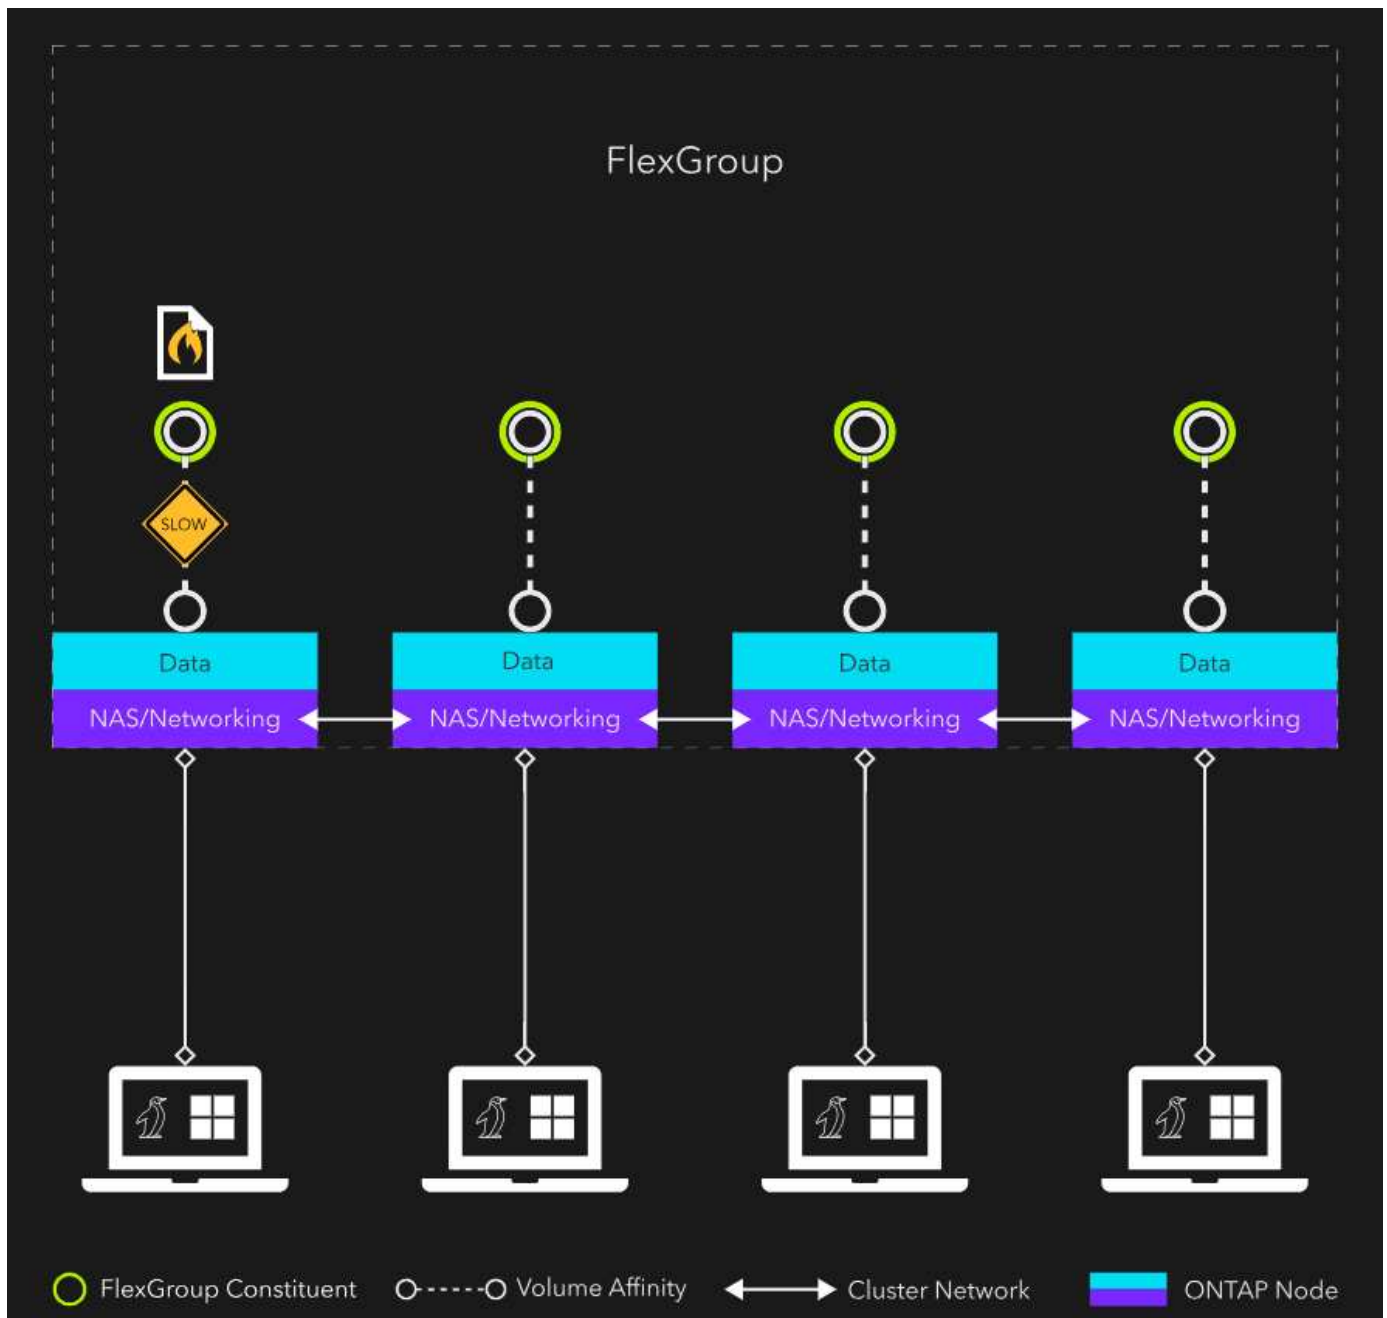 FlexGroup
SLOW
Data
Data
Data
Data
NAS/Networking
NAS/Networking
NAS/Networking
NAS/Networking
FlexGroup Constituent
Volume Affinity
Cluster Network
ONTAP Node